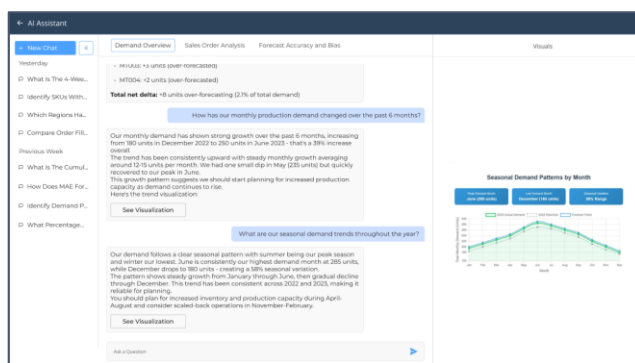 ← AI Assistant
+ New Chat
Yesterday
What Is The 4-Wee...
Identify SKUs With...
Which Regions Ha...
Compare Order Fill...
Previous Week
What Is The Cumul...
How Does MAE For...
Identify Demand P...
What Percentage...
Demand Overview
Sales Order Analysis
Forecast Accuracy and Bias
- MT003: +3 units (over-forecasted)
- MT004: +2 units (over-forecasted)
Total net delta: +8 units over-forecasting (2.1% of total demand)
How has our monthly production demand changed over the past 6 months?
Our monthly demand has shown strong growth over the past 6 months, increasing
from 180 units in December 2022 to 250 units in June 2023 - that's a 39% increase
overall.
The trend has been consistently upward with steady monthly growth averaging
around 12-15 units per month. We had one small dip in May (235 units) but quickly
recovered to our peak in June.
This growth pattern suggests we should start planning for increased production
capacity as demand continues to rise.
Here's the trend visualization:
See Visualization
What are our seasonal demand trends throughout the year?
Our demand follows a clear seasonal pattern with summer being our peak season
and winter our lowest. June is consistently our highest demand month at 285 units,
while December drops to 180 units - creating a 58% seasonal variation.
The pattern shows steady growth from January through June, then gradual decline
through December. This trend has been consistent across 2022 and 2023, making it
reliable for planning.
You should plan for increased inventory and production capacity during April-
August and consider scaled-back operations in November-February.
See Visualization
Ask a Question
Visuals
Seasonal Demand Patterns by Month
Month